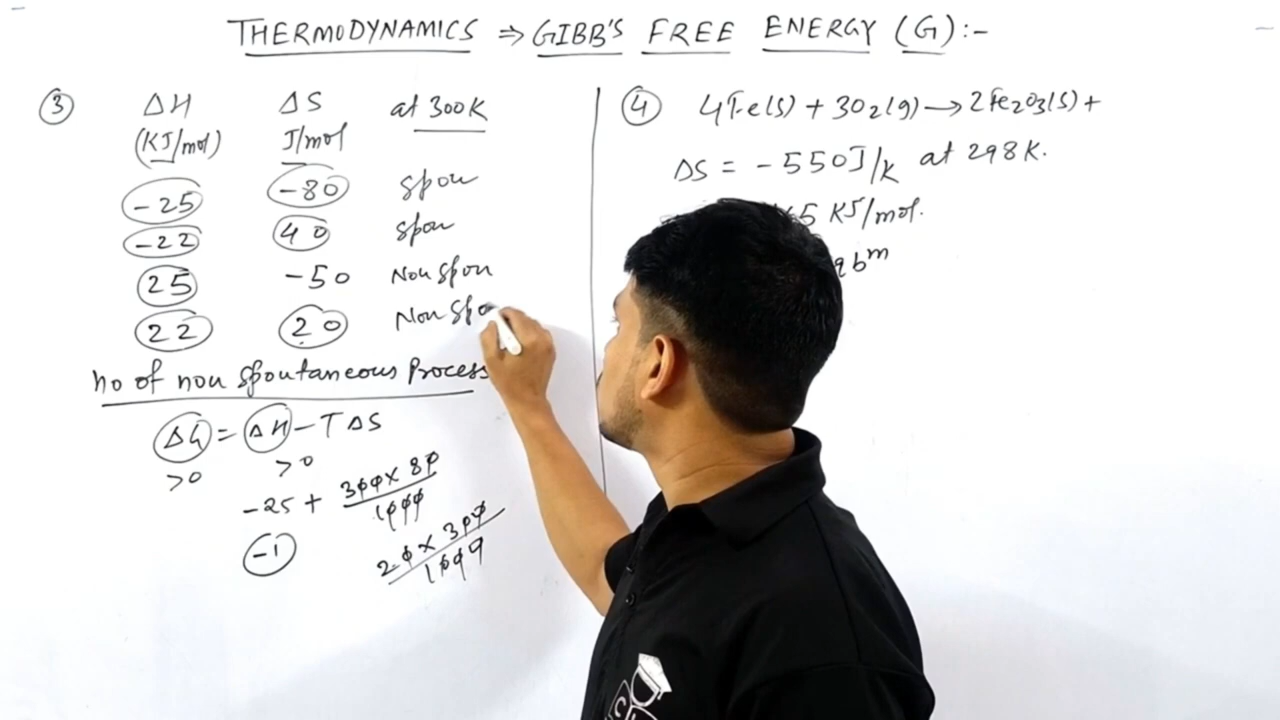 THERMODYNAMICS ⇒ GIBB'S FREE ENERGY (G):-
③ ΔH ΔS at 300K
(KJ/mol) J/mol
-25 -80 spon
-22 40 spon
25 -50 Non spon
22 20 Non spo
no of non spontaneous Process
ΔG = ΔH - TΔS
>0 >0
-25 + 300 x 80 / 1000
-1
20 x 300 / 1000
④ 4Fe(s) + 3O2(g) → 2Fe2O3(s) +
ΔS = -550J/K at 298K.
65 KJ/mol.